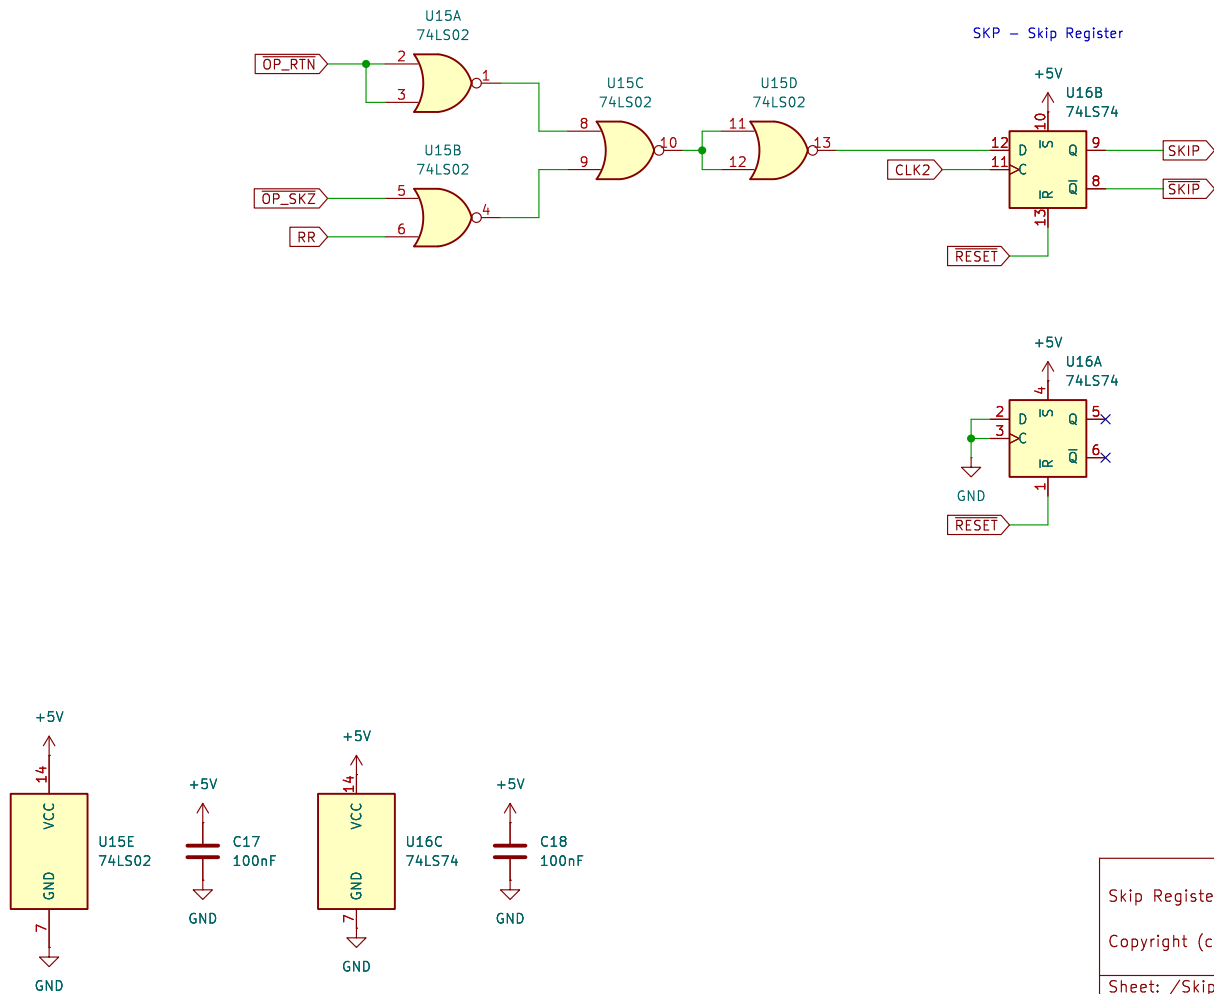 U15A
74LS02
OP_RTN
2
3
1
SKP – Skip Register
+5V
U16B
74LS74
10
U15C
74LS02
8
9
10
U15D
74LS02
11
12
13
12
11
D
C
S
R
Q
Q
9
8
SKIP
SKIP
CLK2
13
RESET
U15B
74LS02
OP_SKZ
5
RR
6
4
+5V
U16A
74LS74
4
2
3
D
C
S
R
Q
Q
5
6
GND
1
RESET
+5V
14
VCC
GND
7
GND
U15E
74LS02
+5V
C17
100nF
GND
+5V
14
VCC
GND
7
GND
U16C
74LS74
+5V
C18
100nF
GND
Skip Registe
Copyright (c
Sheet: /Skip